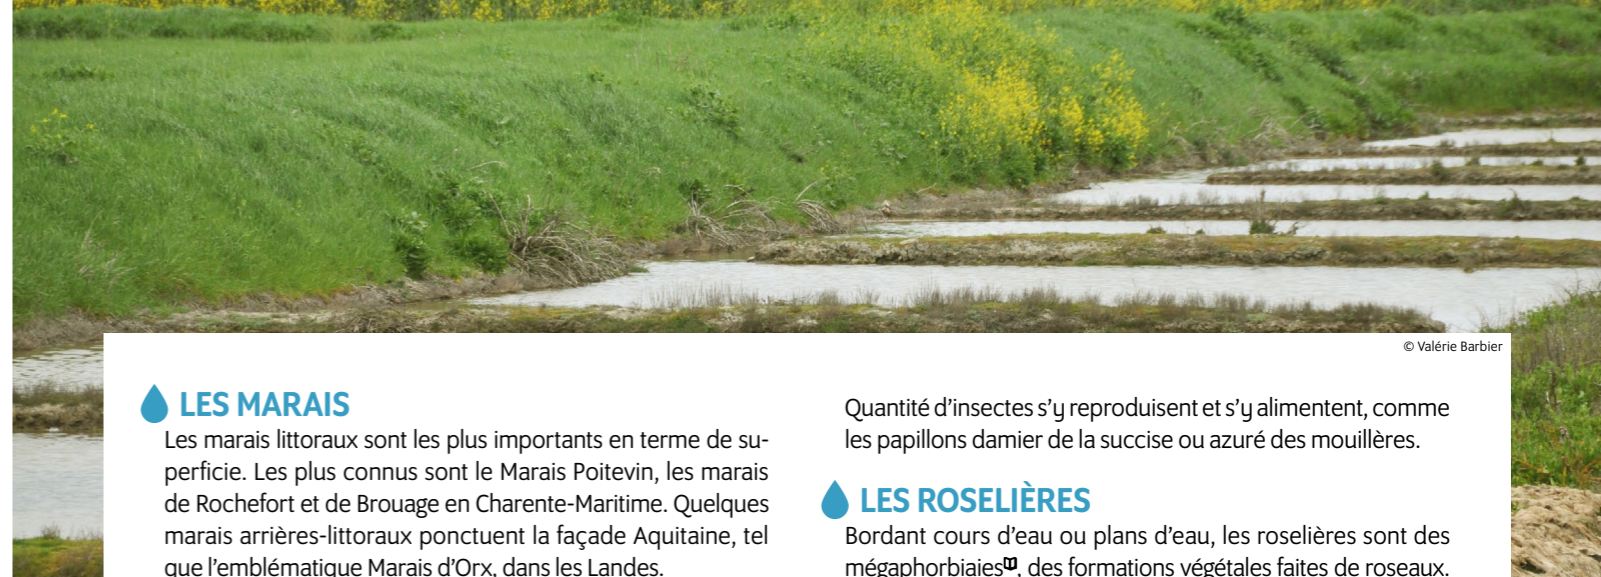 © Valérie Barbier
LES MARAIS
Les marais littoraux sont les plus importants en terme de su-
perficie. Les plus connus sont le Marais Poitevin, les marais
de Rochefort et de Brouage en Charente-Maritime. Quelques
marais arrières-littoraux ponctuent la façade Aquitaine, tel
que l'emblématique Marais d'Orx, dans les Landes.
Quantité d'insectes s'y reproduisent et s'y alimentent, comme
les papillons damier de la succise ou azuré des mouillères.
LES ROSELIÈRES
Bordant cours d'eau ou plans d'eau, les roselières sont des
mégaphorbiaies, des formations végétales faites de roseaux.